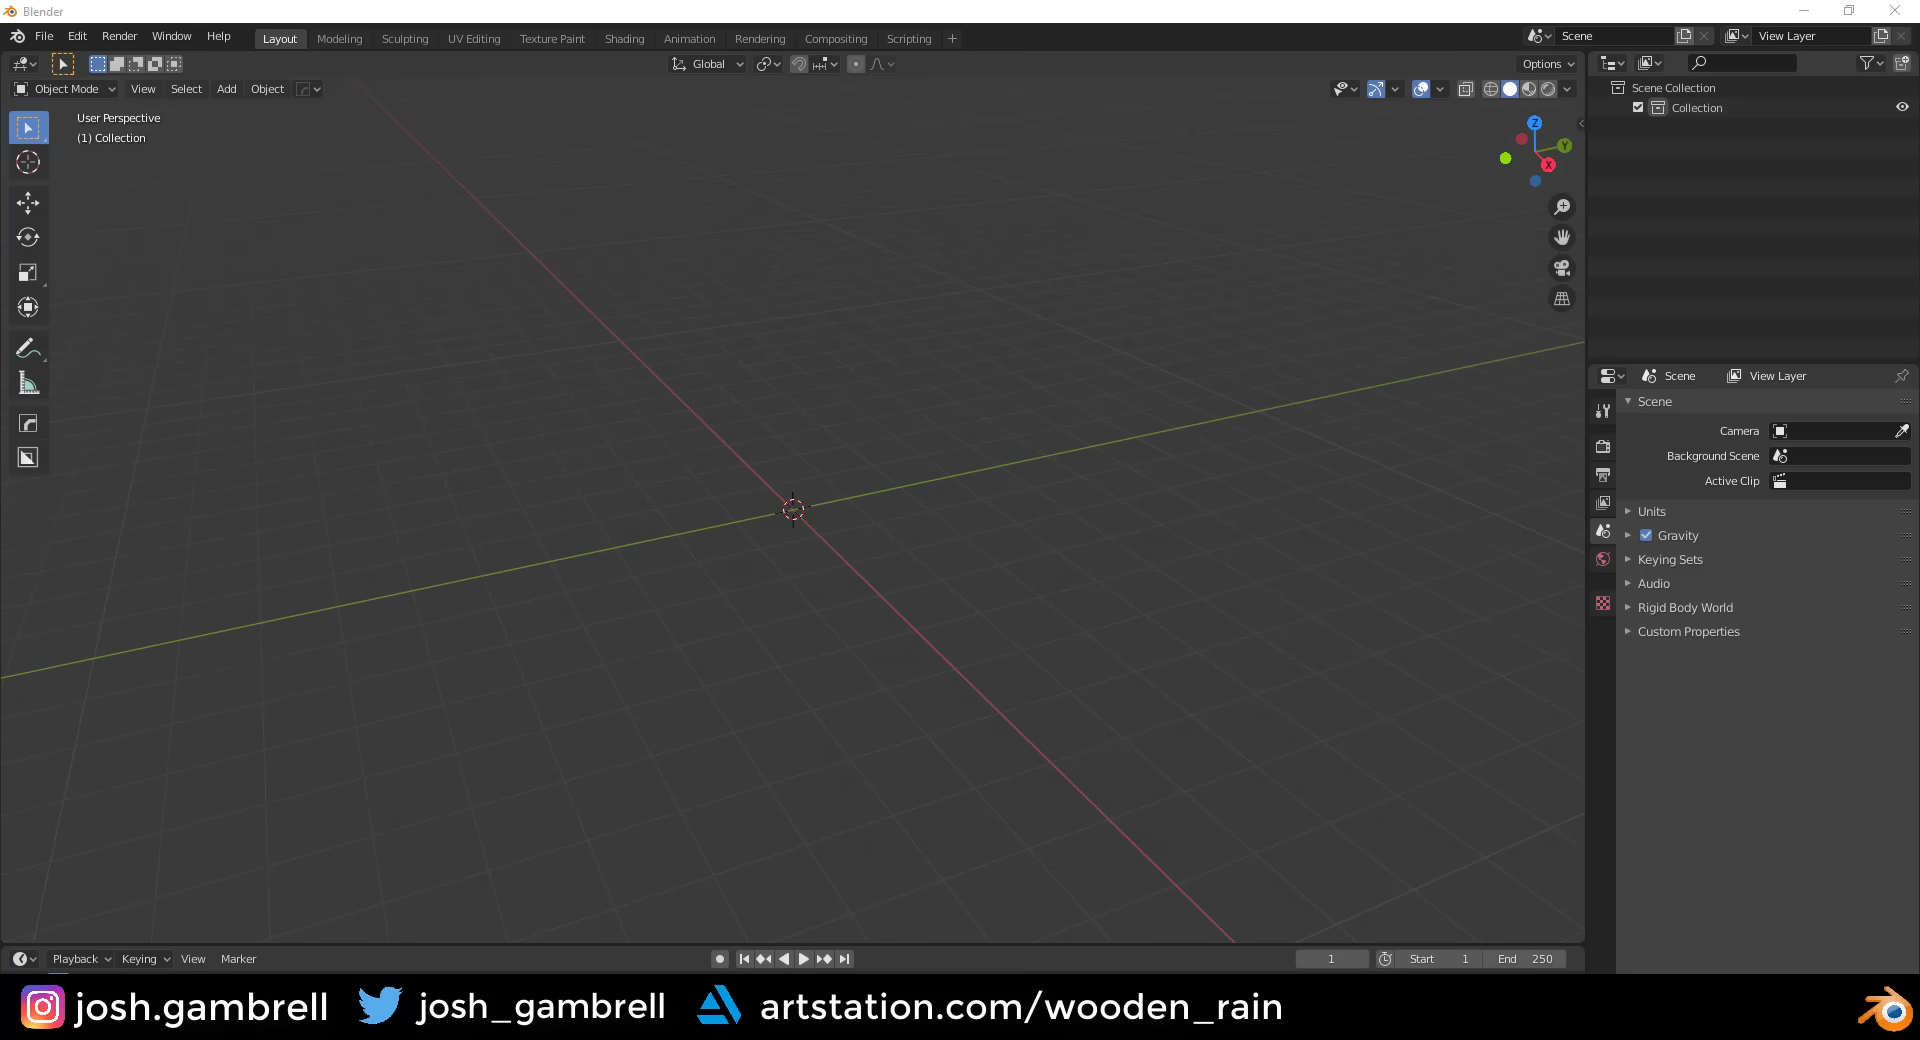 Blender
File Edit Render Window Help Layout Modeling Sculpting UV Editing Texture Paint Shading Animation Rendering Compositing Scripting + Scene View Layer
Global Options
Object Mode View Select Add Object
User Perspective
(1) Collection
Z
Y
X
Scene Collection
Collection
Scene View Layer
Scene
Camera
Background Scene
Active Clip
Units
Gravity
Keying Sets
Audio
Rigid Body World
Custom Properties
Playback Keying View Marker 1 Start 1 End 250
josh.gambrell josh_gambrell artstation.com/wooden_rain